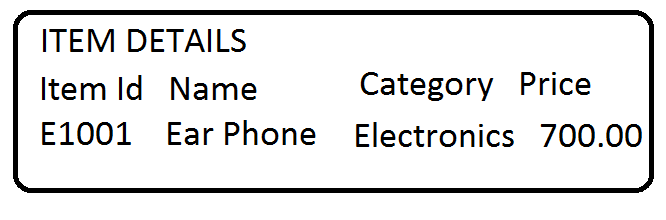 ITEM DETAILS
Item Id Name Category Price
E1001 Ear Phone Electronics 700.00